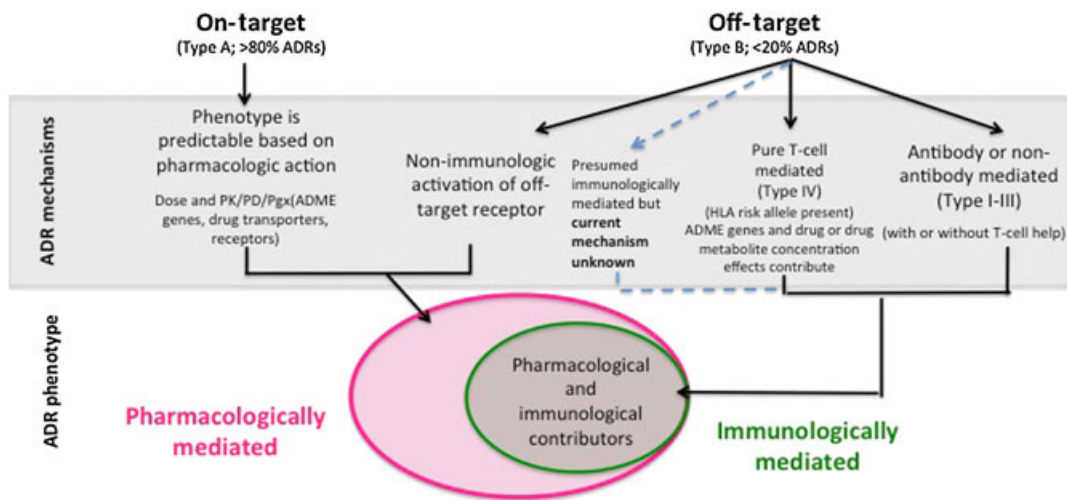 On-target
(Type A; >80% ADRs)
Off-target
(Type B; <20% ADRs)
ADR mechanisms
Phenotype is
predictable based on
pharmacologic action
Dose and PK/PD/Pgx(ADME
genes, drug transporters,
receptors)
Non-immunologic
activation of off-
target receptor
Presumed
immunologically
mediated but
current
mechanism
unknown
Pure T-cell
mediated
(Type IV)
(HLA risk allele present)
ADME genes and drug or drug
metabolite concentration
effects contribute
Antibody or non-
antibody mediated
(Type I-III)
(with or without T-cell help)
ADR phenotype
Pharmacologically
mediated
Pharmacological
and
immunological
contributors
Immunologically
mediated